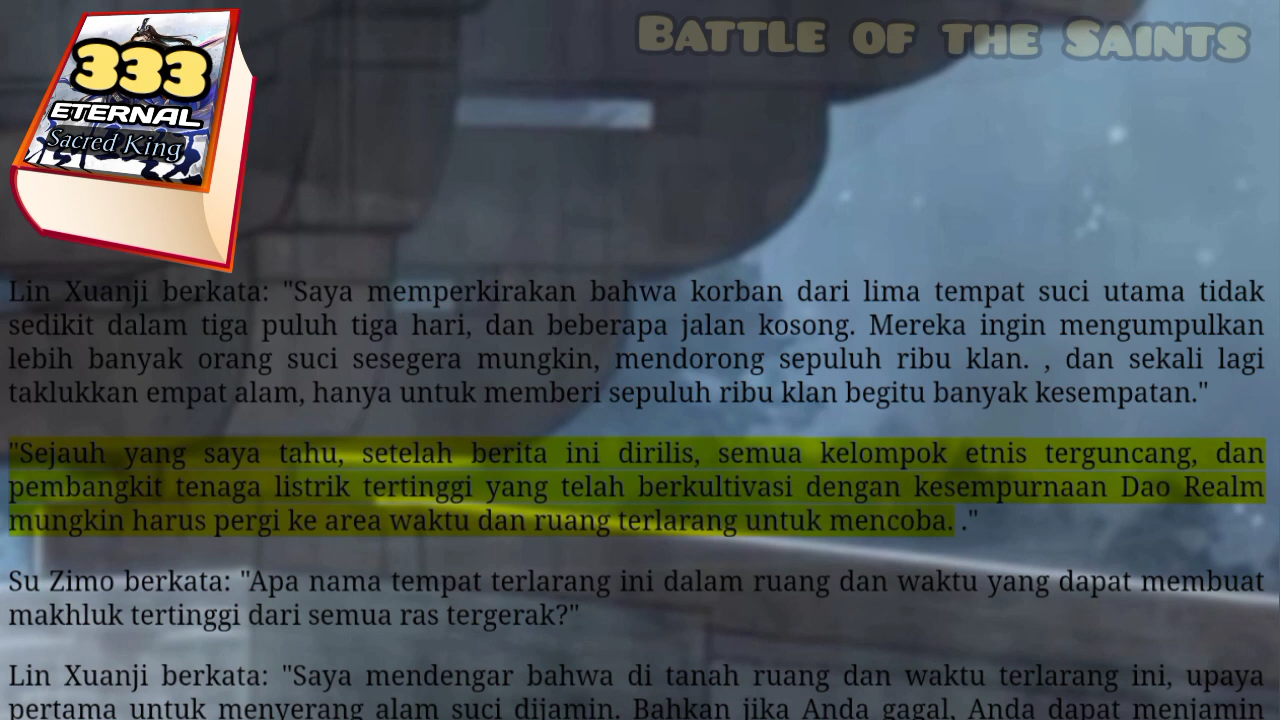 BATTLE OF THE SAINTS
333
ETERNAL
Sacred King
Lin Xuanji berkata: "Saya memperkirakan bahwa korban dari lima tempat suci utama tidak
sedikit dalam tiga puluh tiga hari, dan beberapa jalan kosong. Mereka ingin mengumpulkan
lebih banyak orang suci sesegera mungkin, mendorong sepuluh ribu klan. , dan sekali lagi
taklukkan empat alam, hanya untuk memberi sepuluh ribu klan begitu banyak kesempatan."
"Sejauh yang saya tahu, setelah berita ini dirilis, semua kelompok etnis terguncang, dan
pembangkit tenaga listrik tertinggi yang telah berkultivasi dengan kesempurnaan Dao Realm
mungkin harus pergi ke area waktu dan ruang terlarang untuk mencoba. ."
Su Zimo berkata: "Apa nama tempat terlarang ini dalam ruang dan waktu yang dapat membuat
makhluk tertinggi dari semua ras tergerak?"
Lin Xuanji berkata: "Saya mendengar bahwa di tanah ruang dan waktu terlarang ini, upaya
pertama untuk menyerang alam suci dijamin. Bahkan jika Anda gagal, Anda dapat menjamin